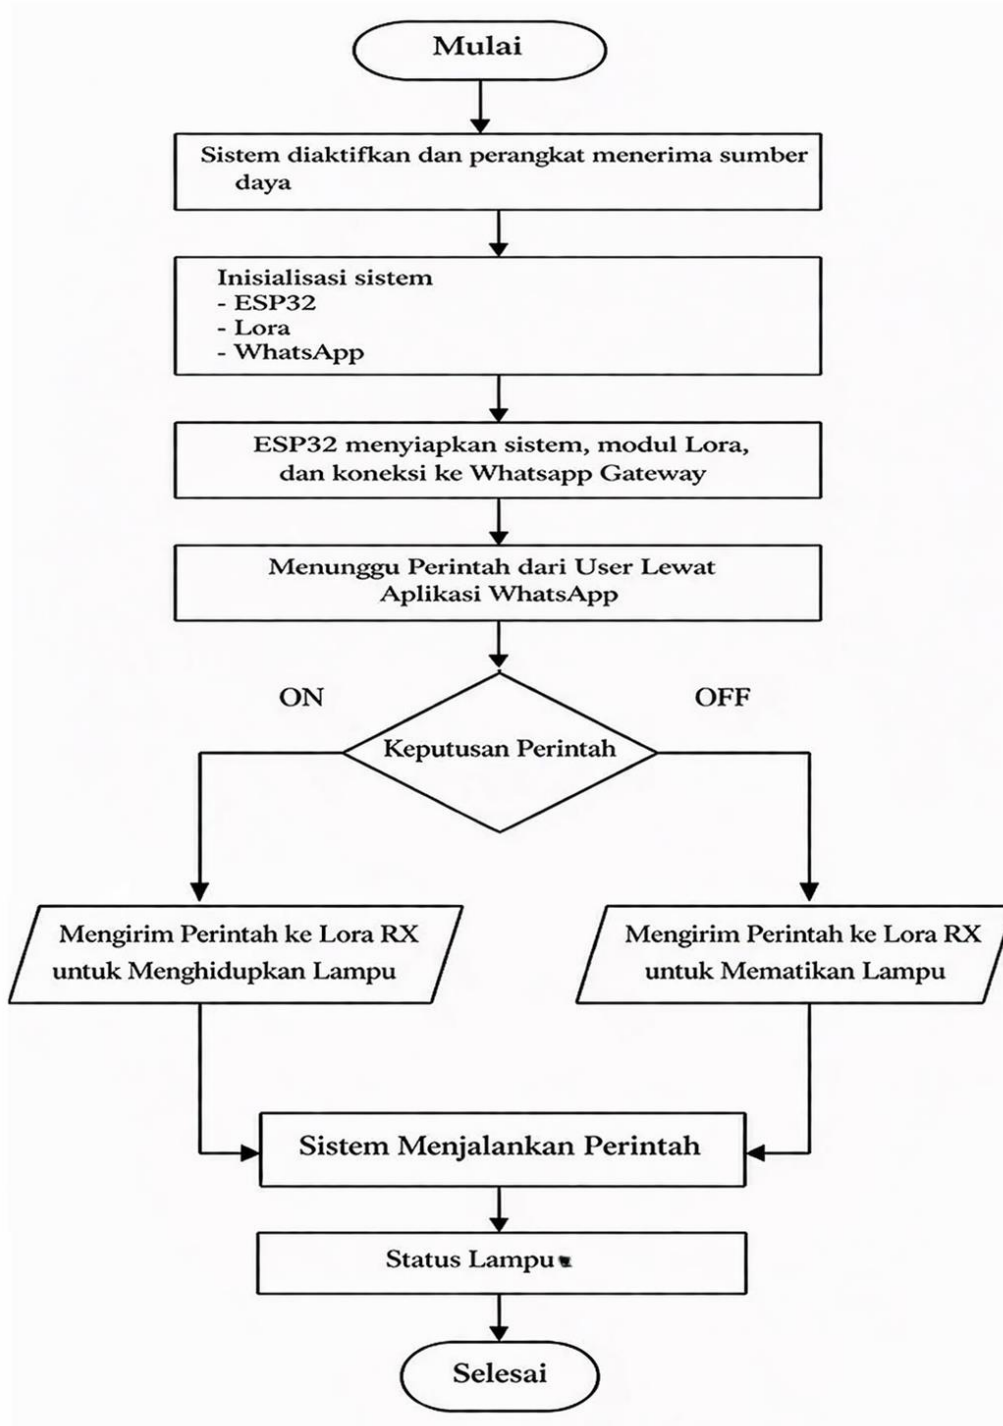 Mulai
Sistem diaktifkan dan perangkat menerima sumber
daya
Inisialisasi sistem
- ESP32
- Lora
- WhatsApp
ESP32 menyiapkan sistem, modul Lora,
dan koneksi ke Whatsapp Gateway
Menunggu Perintah dari User Lewat
Aplikasi WhatsApp
ON
OFF
Keputusan Perintah
Mengirim Perintah ke Lora RX
untuk Menghidupkan Lampu
Mengirim Perintah ke Lora RX
untuk Mematikan Lampu
Sistem Menjalankan Perintah
Status Lampu
Selesai